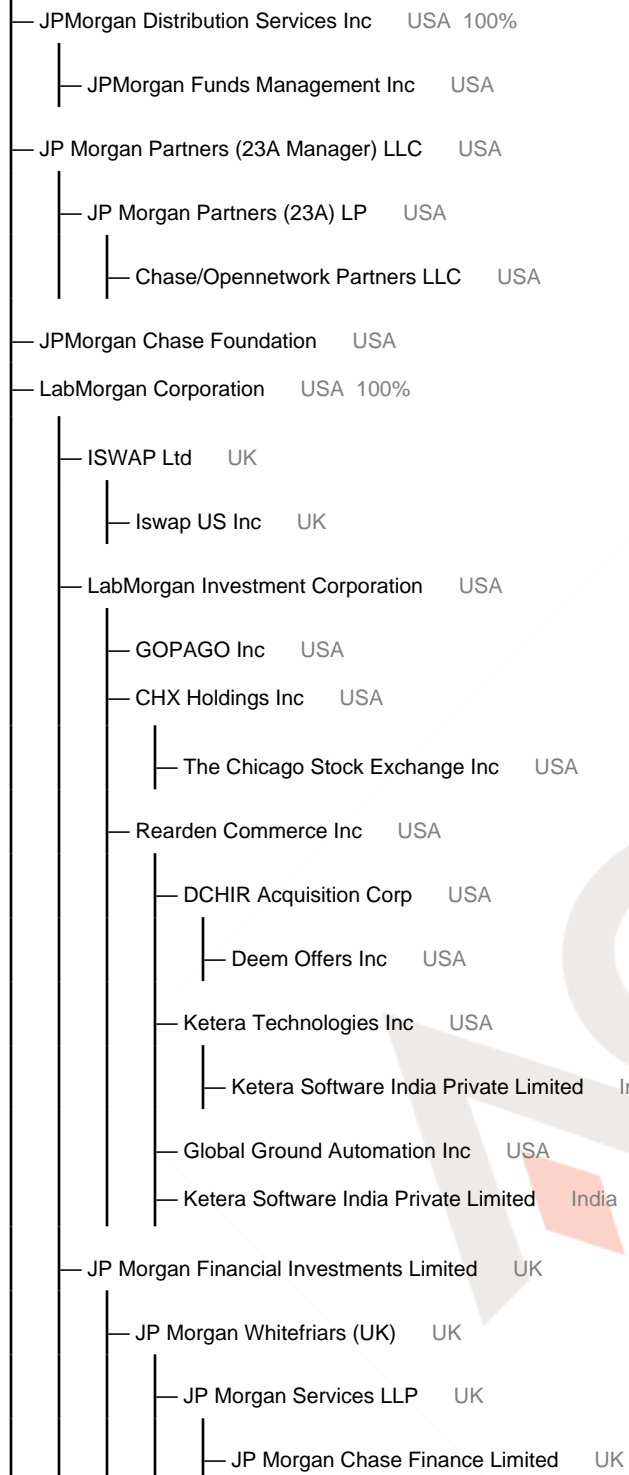 JPMorgan Distribution Services Inc USA 100%
JPMorgan Funds Management Inc USA
JP Morgan Partners (23A Manager) LLC USA
JP Morgan Partners (23A) LP USA
Chase/Opennetwork Partners LLC USA
JPMorgan Chase Foundation USA
LabMorgan Corporation USA 100%
ISWAP Ltd UK
Iswap US Inc UK
LabMorgan Investment Corporation USA
GOPAGO Inc USA
CHX Holdings Inc USA
The Chicago Stock Exchange Inc USA
Rearden Commerce Inc USA
DCHIR Acquisition Corp USA
Deem Offers Inc USA
Ketera Technologies Inc USA
Ketera Software India Private Limited
Global Ground Automation Inc USA
Ketera Software India Private Limited India
JP Morgan Financial Investments Limited UK
JP Morgan Whitefriars (UK) UK
JP Morgan Services LLP UK
JP Morgan Chase Finance Limited UK